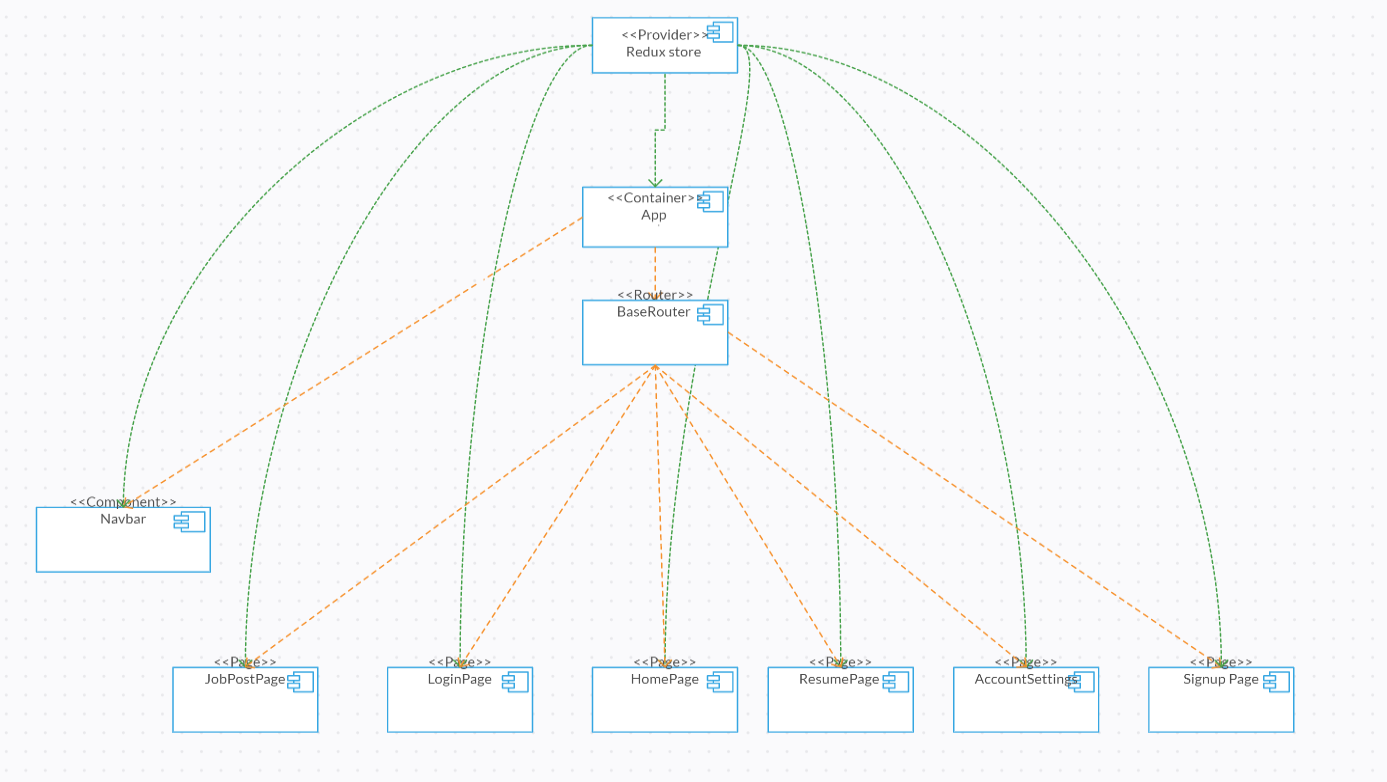 <<Provider>>
Redux store
<<Container>>
App
<<Router>>
BaseRouter
<<Component>>
Navbar
<<Page>>
JobPostPage
<<Page>>
LoginPage
<<Page>>
HomePage
<<Page>>
ResumePage
<<Page>>
AccountSettings
<<Page>>
Signup Page